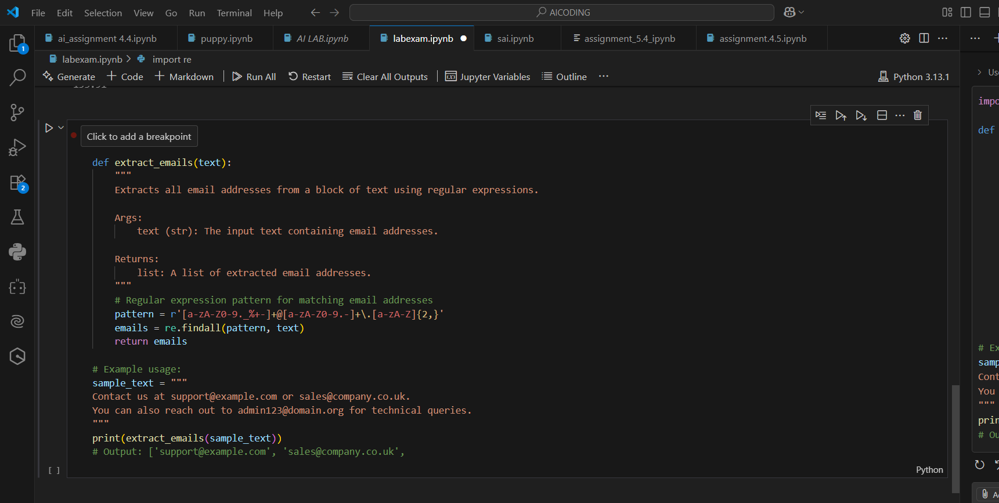 File Edit Selection View Go Run Terminal Help AICODING
ai_assignment 4.4.ipynb puppy.ipynb AI LAB.ipynb labexam.ipynb sai.ipynb assignment_5.4_ipynb assignment.4.5.ipynb
1
labexam.ipynb > import re
Generate + Code + Markdown Run All Restart Clear All Outputs Jupyter Variables Outline ... Python 3.13.1
Click to add a breakpoint
impo
def extract_emails(text):
def
"""
Extracts all email addresses from a block of text using regular expressions.
2
Args:
text (str): The input text containing email addresses.
Returns:
list: A list of extracted email addresses.
"""
# Regular expression pattern for matching email addresses
pattern = r'[a-zA-Z0-9._%+-]+@[a-zA-Z0-9.-]+\.[a-zA-Z]{2,}'
emails = re.findall(pattern, text)
return emails
# Example usage:
sample_text = """
Contact us at support@example.com or sales@company.co.uk.
You can also reach out to admin123@domain.org for technical queries.
"""
print(extract_emails(sample_text))
# Output: ['support@example.com', 'sales@company.co.uk',
[ ]
Python
# Ex
samp
Cont
You
"""
prin
# Ou